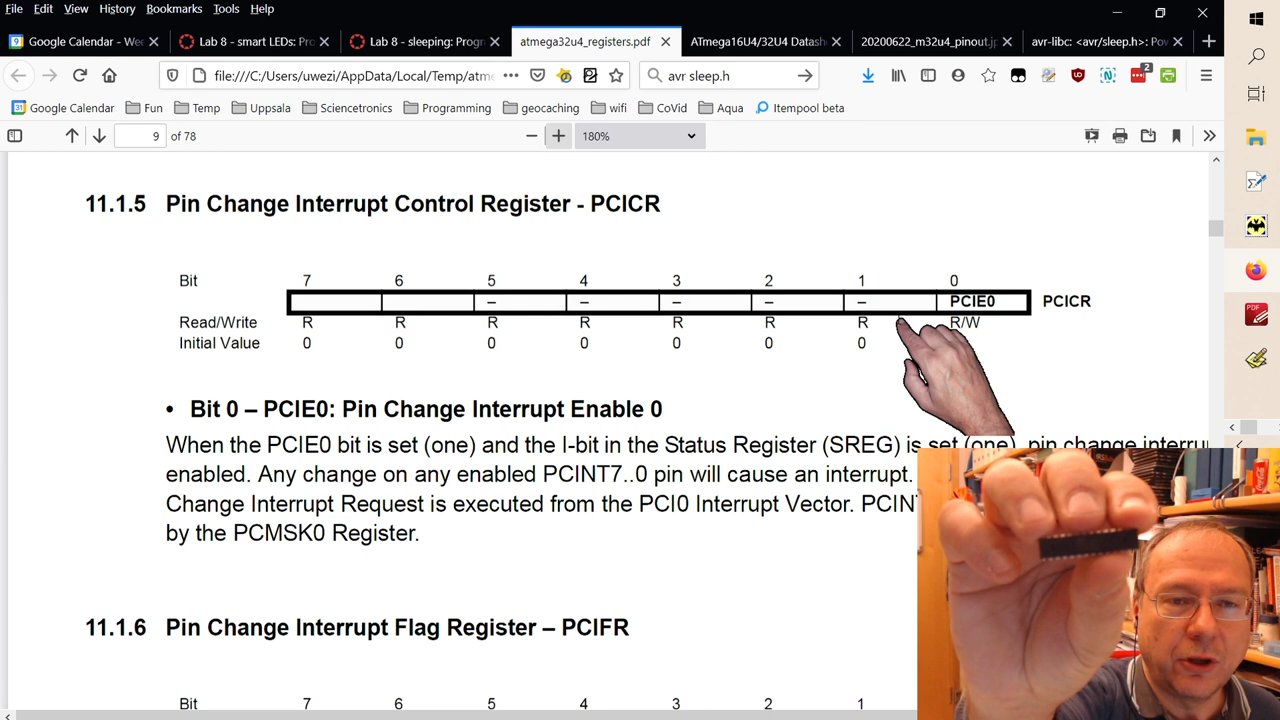 File Edit View History Bookmarks Tools Help
Google Calendar - Wee
Lab 8 - smart LEDs: Pro
Lab 8 - sleeping: Progr
atmega32u4_registers.pdf
ATmega16U4/32U4 Datash
20200622_m32u4_pinout.j
avr-libc: <avr/sleep.h>: Pow
file:///C:/Users/uwezi/AppData/Local/Temp/atme
avr sleep.h
2
31 Google Calendar Fun Temp Uppsala Sciencetronics Programming geocaching wifi CoVid Aqua Itempool beta
9 of 78
180%
11.1.5 Pin Change Interrupt Control Register - PCICR
Bit 7 6 5 4 3 2 1 0
– – – – – PCIE0 PCICR
Read/Write R R R R R R R R/W
Initial Value 0 0 0 0 0 0 0
• Bit 0 – PCIE0: Pin Change Interrupt Enable 0
When the PCIE0 bit is set (one) and the I-bit in the Status Register (SREG) is set (one), pin change interru
enabled. Any change on any enabled PCINT7..0 pin will cause an interrupt.
Change Interrupt Request is executed from the PCI0 Interrupt Vector. PCIN
by the PCMSK0 Register.
11.1.6 Pin Change Interrupt Flag Register – PCIFR
Bit 7 6 5 4 3 2 1
PDF